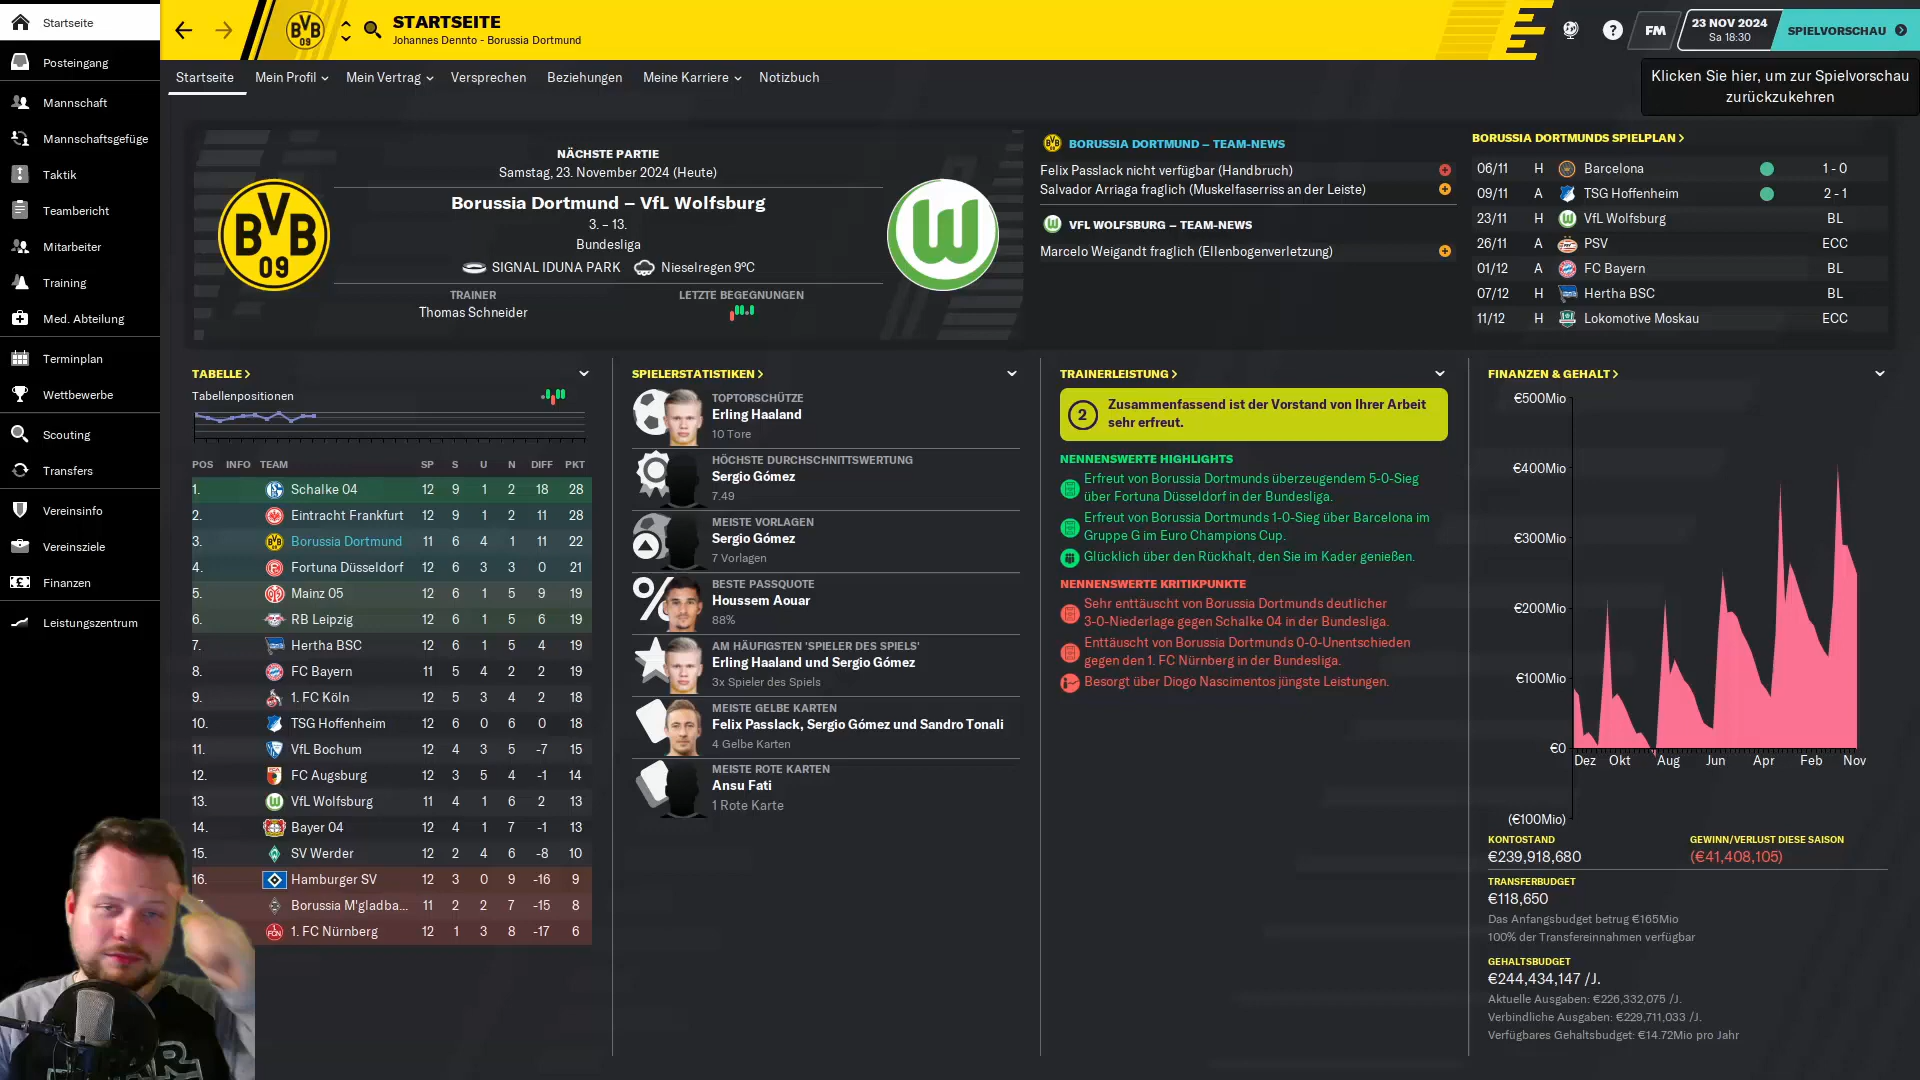 Startseite
Posteingang
Mannschaft
Mannschaftsgefüge
Taktik
Teambericht
Mitarbeiter
Training
Med. Abteilung
Terminplan
Wettbewerbe
Scouting
Transfers
Vereinsinfo
Vereinsziele
Finanzen
Leistungszentrum
STARTSEITE
Johannes Dennto - Borussia Dortmund
FM
23 NOV 2024
Sa 18:30
SPIELVORSCHAU
Klicken Sie hier, um zur Spielvorschau
zurückzukehren
Startseite Mein Profil Mein Vertrag Versprechen Beziehungen Meine Karriere Notizbuch
BVB
09
NÄCHSTE PARTIE
Samstag, 23. November 2024 (Heute)
Borussia Dortmund – VfL Wolfsburg
3. – 13.
Bundesliga
SIGNAL IDUNA PARK Nieselregen 9ºC
TRAINER LETZTE BEGEGNUNGEN
Thomas Schneider
BORUSSIA DORTMUND – TEAM-NEWS
Felix Passlack nicht verfügbar (Handbruch)
Salvador Arriaga fraglich (Muskelfaserriss an der Leiste)
VFL WOLFSBURG – TEAM-NEWS
Marcelo Weigandt fraglich (Ellenbogenverletzung)
BORUSSIA DORTMUNDS SPIELPLAN >
06/11 H Barcelona 1 - 0
09/11 A TSG Hoffenheim 2 - 1
23/11 H VfL Wolfsburg BL
26/11 A PSV ECC
01/12 A FC Bayern BL
07/12 H Hertha BSC BL
11/12 H Lokomotive Moskau ECC
TABELLE >
Tabellenpositionen
POS INFO TEAM SP S U N DIFF PKT
1. Schalke 04 12 9 1 2 18 28
2. Eintracht Frankfurt 12 9 1 2 11 28
3. Borussia Dortmund 11 6 4 1 11 22
4. Fortuna Düsseldorf 12 6 3 3 0 21
5. Mainz 05 12 6 1 5 9 19
6. RB Leipzig 12 6 1 5 6 19
7. Hertha BSC 12 6 1 5 4 19
8. FC Bayern 11 5 4 2 2 19
9. 1. FC Köln 12 5 3 4 2 18
10. TSG Hoffenheim 12 6 0 6 0 18
11. VfL Bochum 12 4 3 5 -7 15
12. FC Augsburg 12 3 5 4 -1 14
13. VfL Wolfsburg 11 4 1 6 2 13
14. Bayer 04 12 4 1 7 -1 13
15. SV Werder 12 2 4 6 -8 10
16. Hamburger SV 12 3 0 9 -16 9
Borussia M'gladba... 11 2 2 7 -15 8
1. FC Nürnberg 12 1 3 8 -17 6
SPIELERSTATISTIKEN >
TOPTORSCHÜTZE
Erling Haaland
10 Tore
HÖCHSTE DURCHSCHNITTSWERTUNG
Sergio Gómez
7.49
MEISTE VORLAGEN
Sergio Gómez
7 Vorlagen
BESTE PASSQUOTE
Houssem Aouar
88%
AM HÄUFIGSTEN 'SPIELER DES SPIELS'
Erling Haaland und Sergio Gómez
3x Spieler des Spiels
MEISTE GELBE KARTEN
Felix Passlack, Sergio Gómez und Sandro Tonali
4 Gelbe Karten
MEISTE ROTE KARTEN
Ansu Fati
1 Rote Karte
TRAINERLEISTUNG >
2
Zusammenfassend ist der Vorstand von Ihrer Arbeit
sehr erfreut.
NENNENSWERTE HIGHLIGHTS
Erfreut von Borussia Dortmunds überzeugendem 5-0-Sieg
über Fortuna Düsseldorf in der Bundesliga.
Erfreut von Borussia Dortmunds 1-0-Sieg über Barcelona im
Gruppe G im Euro Champions Cup.
Glücklich über den Rückhalt, den Sie im Kader genießen.
NENNENSWERTE KRITIKPUNKTE
Sehr enttäuscht von Borussia Dortmunds deutlicher
3-0-Niederlage gegen Schalke 04 in der Bundesliga.
Enttäuscht von Borussia Dortmunds 0-0-Unentschieden
gegen den 1. FC Nürnberg in der Bundesliga.
Besorgt über Diogo Nascimentos jüngste Leistungen.
FINANZEN & GEHALT >
€500Mio
€400Mio
€300Mio
€200Mio
€100Mio
€0
Dez Okt Aug Jun Apr Feb Nov
(€100Mio)
KONTOSTAND GEWINN/VERLUST DIESE SAISON
€239,918,680 (€41,408,105)
TRANSFERBUDGET
€118,650
Das Anfangsbudget betrug €165Mio
100% der Transfereinnahmen verfügbar
GEHALTSBUDGET
€244,434,147 /J.
Aktuelle Ausgaben: €226,332,075 /J.
Verbindliche Ausgaben: €229,711,033 /J.
Verfügbares Gehaltsbudget: €14.72Mio pro Jahr